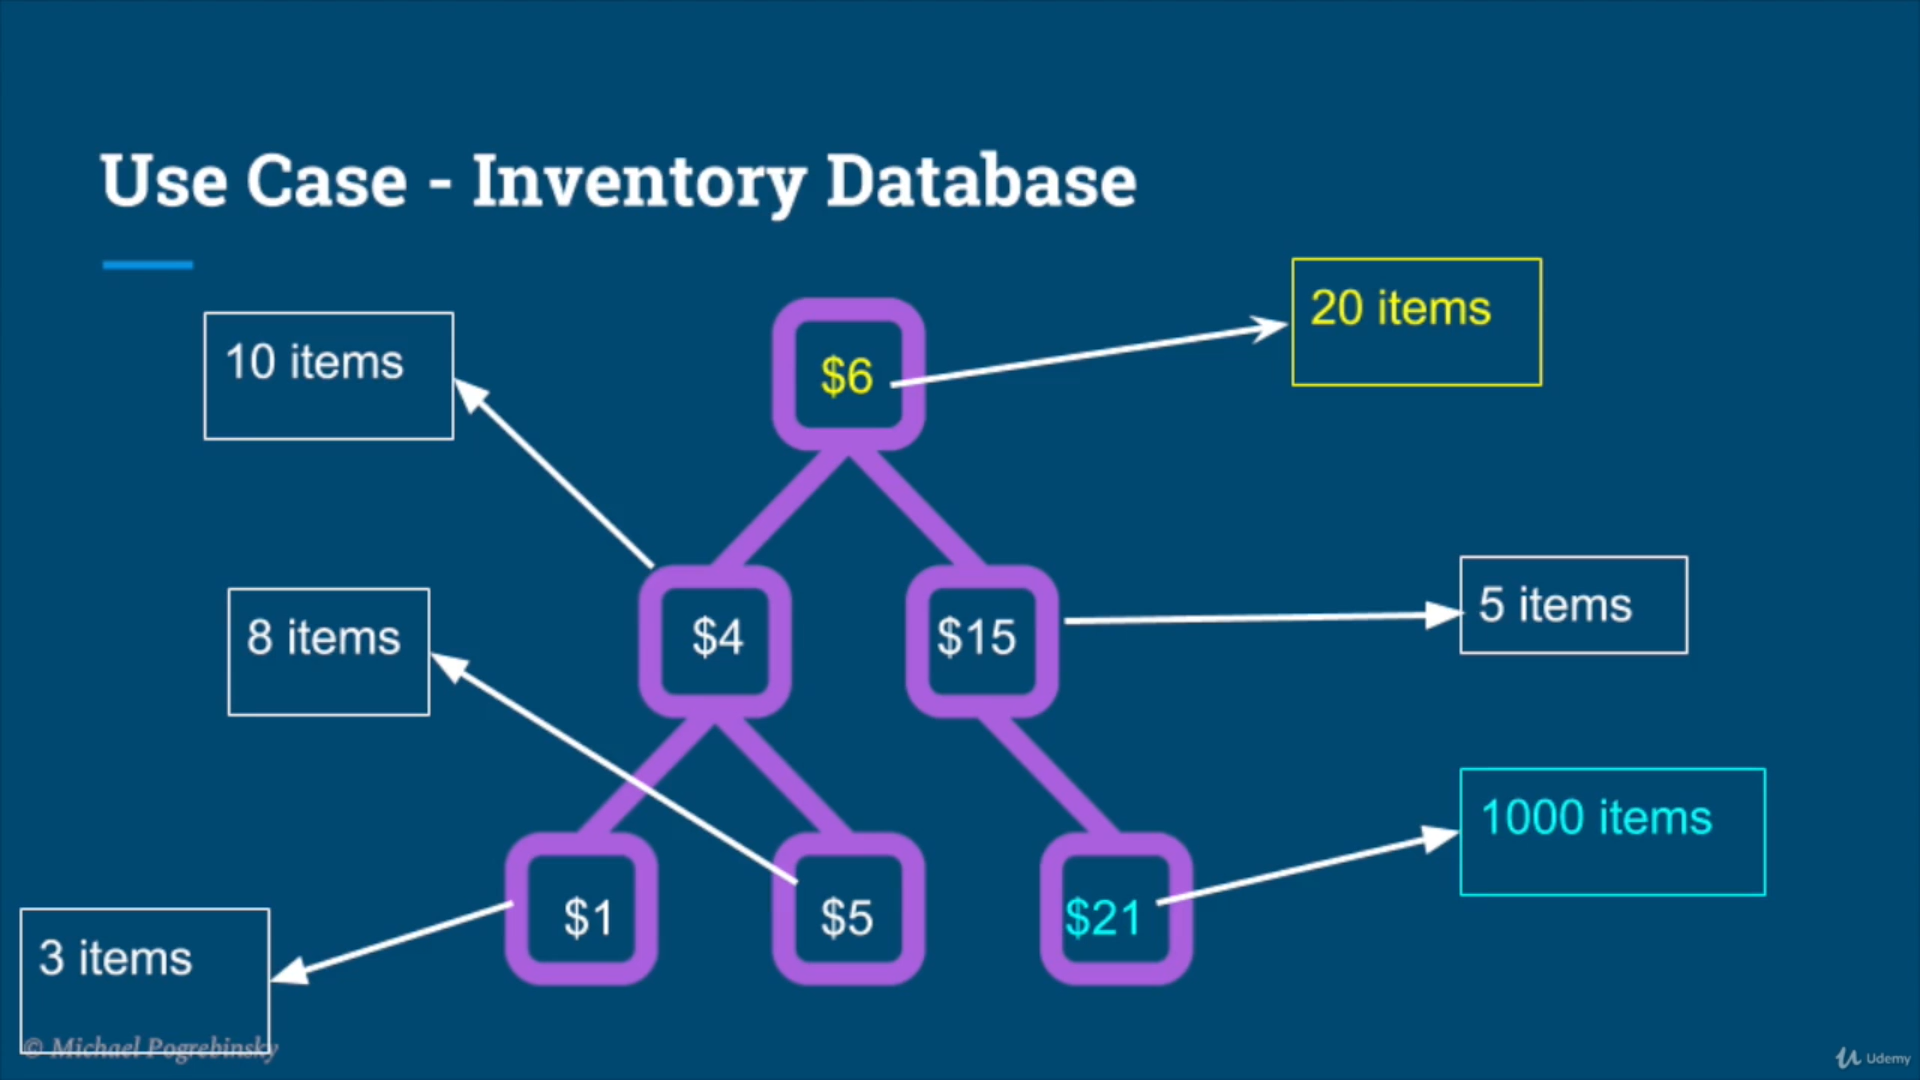 Use Case - Inventory Database
20 items
10 items
$6
5 items
8 items
$4
$15
1000 items
3 items
$1
$5
$21
© Michael Pogrebinsky
Udemy